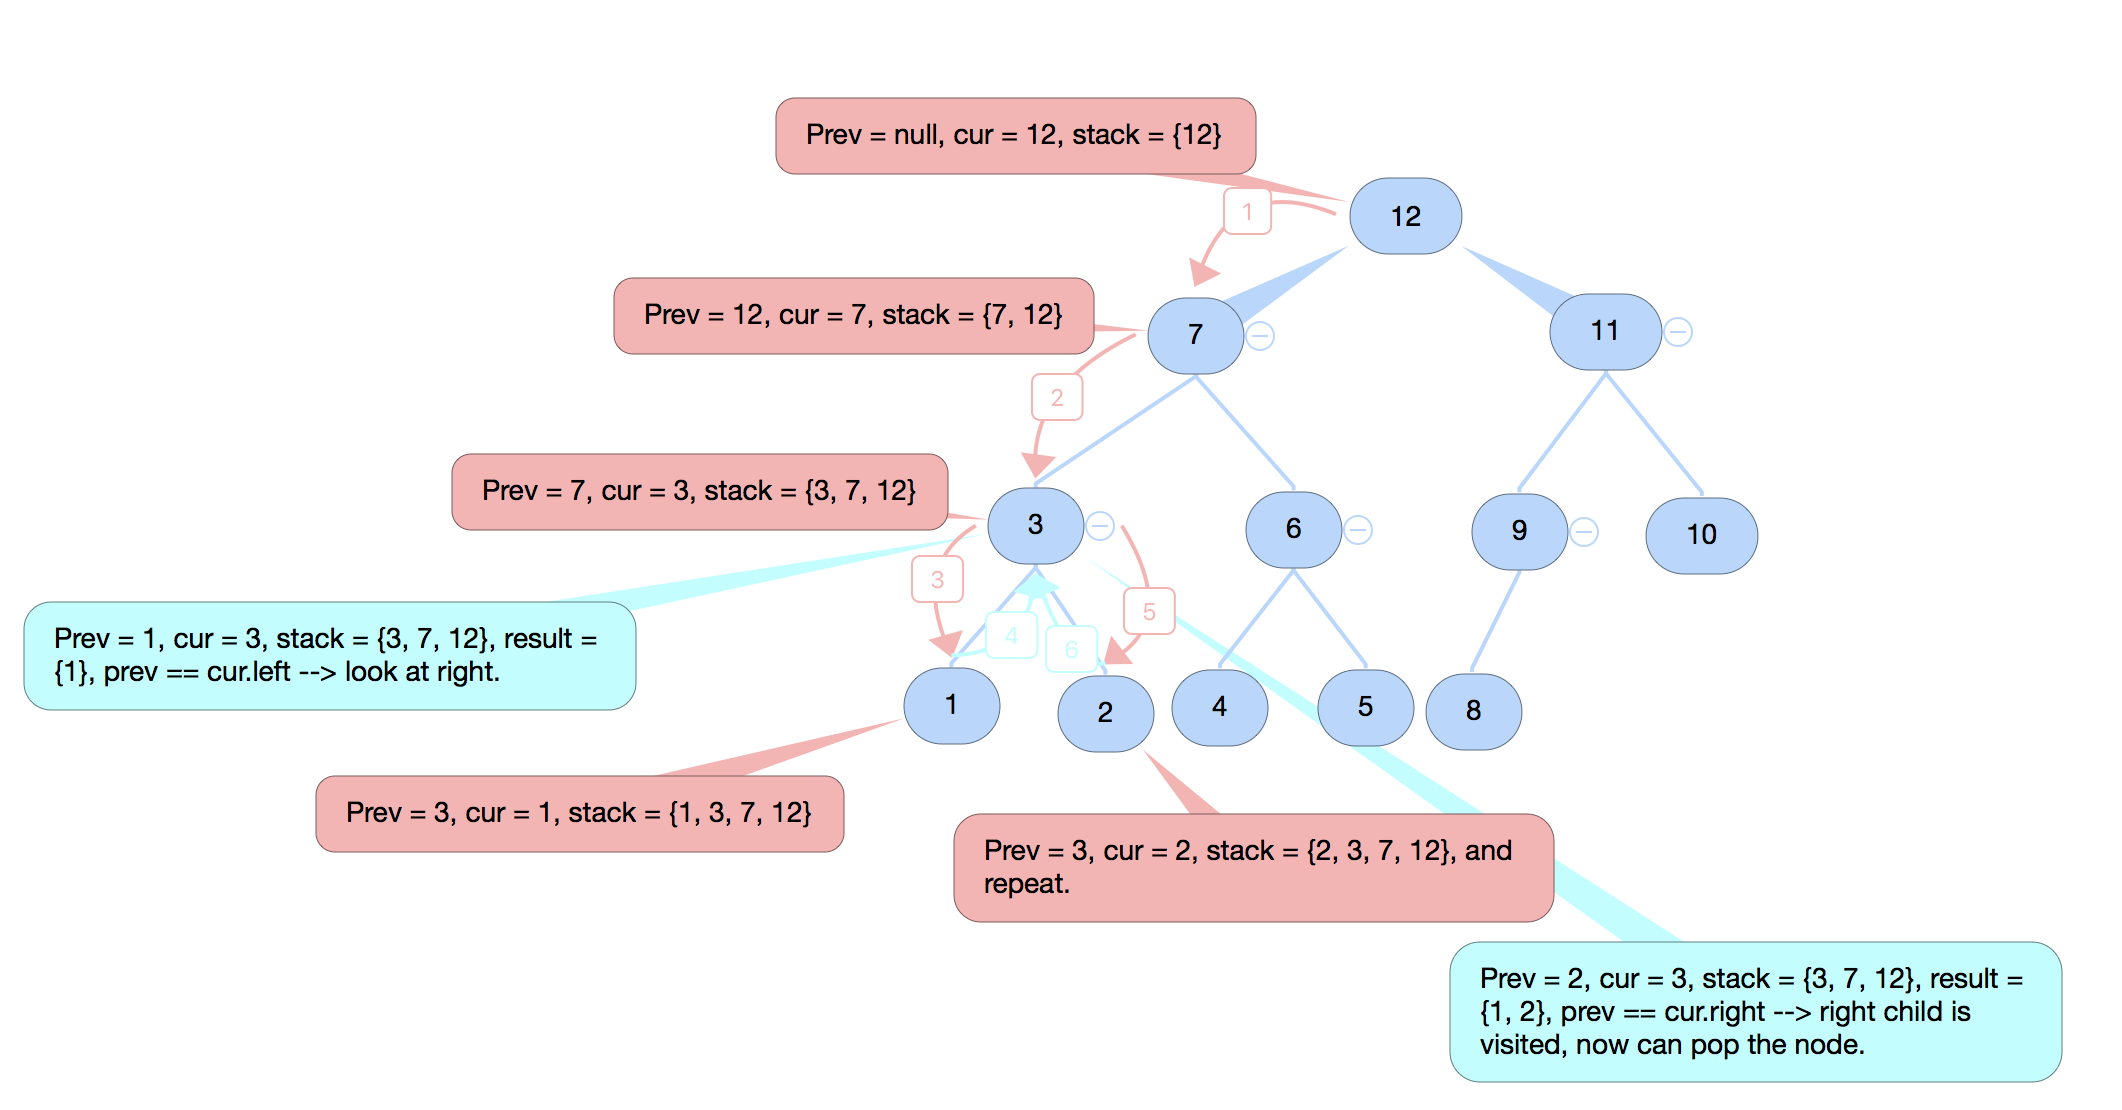 Prev = null, cur = 12, stack = {12}
1
12
Prev = 12, cur = 7, stack = {7, 12}
7
11
2
Prev = 7, cur = 3, stack = {3, 7, 12}
3
6
9
10
3
4
5
6
Prev = 1, cur = 3, stack = {3, 7, 12}, result =
{1}, prev == cur.left --> look at right.
1
2
4
5
8
Prev = 3, cur = 1, stack = {1, 3, 7, 12}
Prev = 3, cur = 2, stack = {2, 3, 7, 12}, and
repeat.
Prev = 2, cur = 3, stack = {3, 7, 12}, result =
{1, 2}, prev == cur.right --> right child is
visited, now can pop the node.